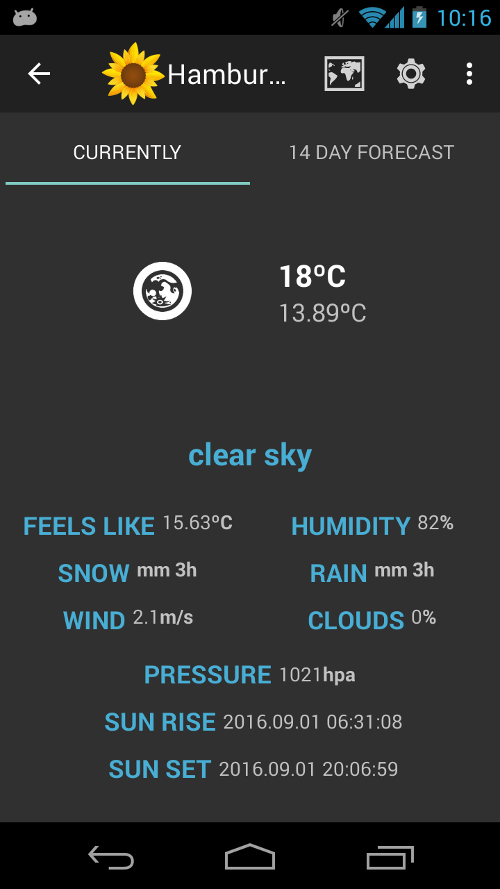 10:16
Hambur...
CURRENTLY 14 DAY FORECAST
18ºC
13.89ºC
clear sky
FEELS LIKE 15.63ºC HUMIDITY 82%
SNOW mm 3h RAIN mm 3h
WIND 2.1m/s CLOUDS 0%
PRESSURE 1021hpa
SUN RISE 2016.09.01 06:31:08
SUN SET 2016.09.01 20:06:59